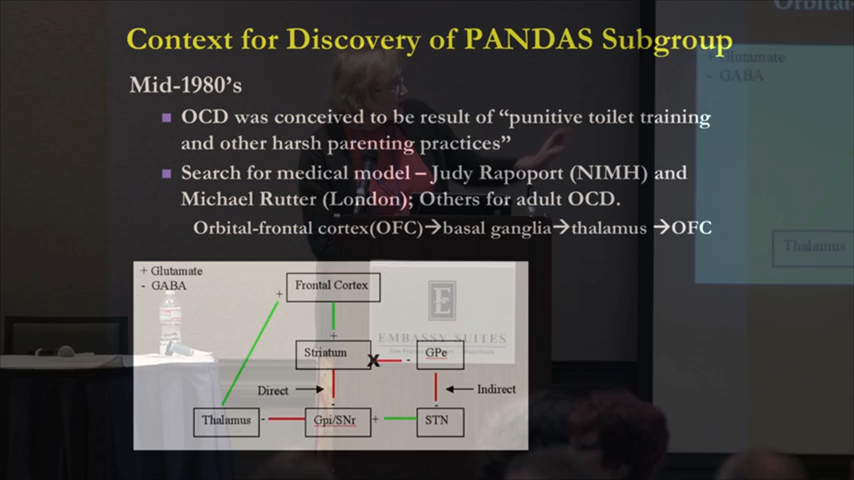 Context for Discovery of PANDAS Subgroup
Mid-1980's
■ OCD was conceived to be result of “punitive toilet training
and other harsh parenting practices”
■ Search for medical model – Judy Rapoport (NIMH) and
Michael Rutter (London); Others for adult OCD.
Orbital-frontal cortex(OFC)→basal ganglia→thalamus →OFC
+ Glutamate
- GABA
+ Frontal Cortex
+
Striatum X - GPe
Direct → - - ← Indirect
Thalamus - Gpi/SNr + STN
E
EMBASSY SUITES
Orbital-
+ Glutamate
- GABA
Thalamus